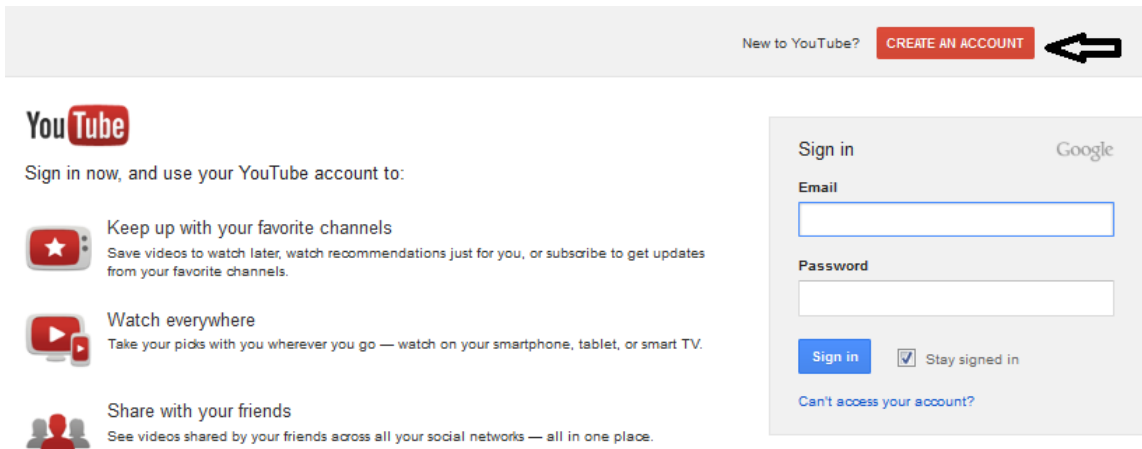 New to YouTube? CREATE AN ACCOUNT
YouTube
Sign in now, and use your YouTube account to:
Keep up with your favorite channels
Save videos to watch later, watch recommendations just for you, or subscribe to get updates
from your favorite channels.
Watch everywhere
Take your picks with you wherever you go — watch on your smartphone, tablet, or smart TV.
Share with your friends
See videos shared by your friends across all your social networks — all in one place.
Sign in Google
Email
Password
Sign in Stay signed in
Can't access your account?